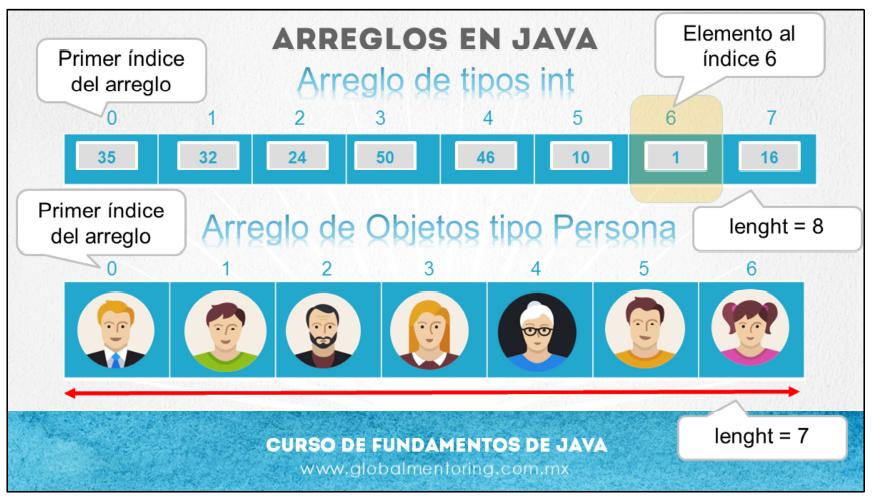 ARREGLOS EN JAVA
Elemento al
índice 6
Primer índice
del arreglo
Arreglo de tipos int
0 1 2 3 4 5 6 7
35 32 24 50 46 10 1 16
Primer índice
del arreglo
Arreglo de Objetos tipo Persona
lenght = 8
0 1 2 3 4 5 6
lenght = 7
CURSO DE FUNDAMENTOS DE JAVA
www.globalmentoring.com.mx